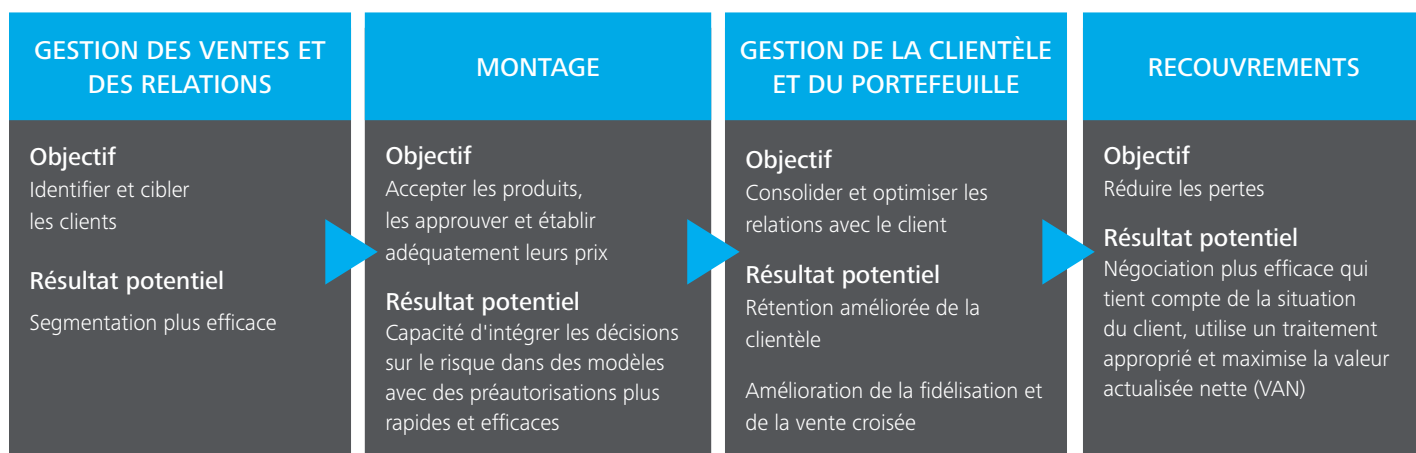 GESTION DES VENTES ET
DES RELATIONS
Objectif
Identifier et cibler
les clients
Résultat potentiel
Segmentation plus efficace
MONTAGE
Objectif
Accepter les produits,
les approuver et établir
adéquatement leurs prix
Résultat potentiel
Capacité d'intégrer les décisions
sur le risque dans des modèles
avec des préautorisations plus
rapides et efficaces
GESTION DE LA CLIENTÈLE
ET DU PORTEFEUILLE
Objectif
Consolider et optimiser les
relations avec le client
Résultat potentiel
Rétention améliorée de la
clientèle
Amélioration de la fidélisation et
de la vente croisée
RECOUVREMENTS
Objectif
Réduire les pertes
Résultat potentiel
Négociation plus efficace qui
tient compte de la situation
du client, utilise un traitement
approprié et maximise la valeur
actualisée nette (VAN)